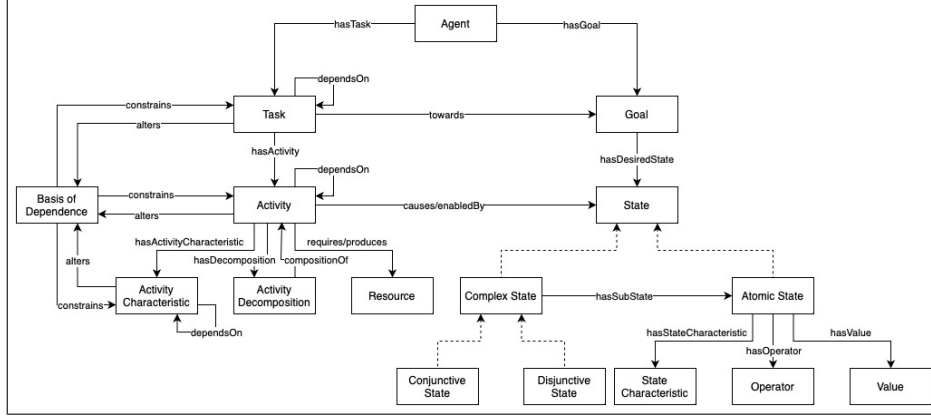 Agent
hasTask
hasGoal
dependsOn
constrains
Task
towards
Goal
alters
hasActivity
hasDesiredState
dependsOn
Basis of
Dependence
constrains
Activity
causes/enabledBy
State
alters
hasActivityCharacteristic
requires/produces
alters
hasDecomposition
compositionOf
Activity
Characteristic
Activity
Decomposition
Resource
Complex State
hasSubState
Atomic State
constrains
dependsOn
hasStateCharacteristic
hasOperator
hasValue
Conjunctive
State
Disjunctive
State
State
Characteristic
Operator
Value